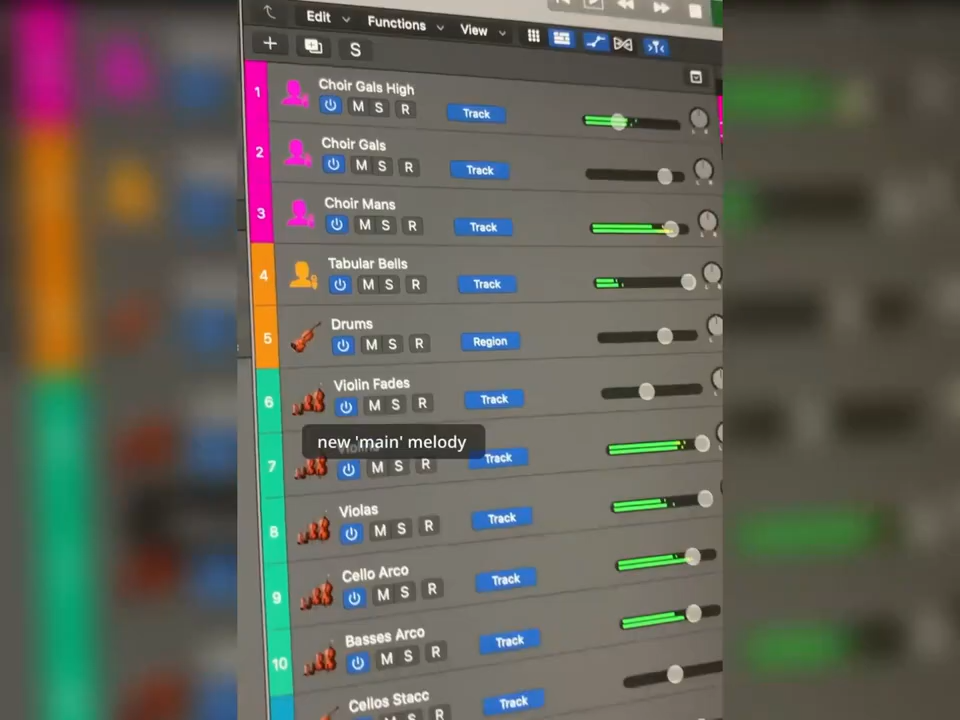 Edit Functions View
+ S
1 Choir Gals High
M S R Track
2 Choir Gals
M S R Track
3 Choir Mans
M S R Track
4 Tabular Bells
M S R Track
5 Drums
M S R Region
6 Violin Fades
M S R Track
new 'main' melody
7 Violins
M S R Track
8 Violas
M S R Track
9 Cello Arco
M S R Track
10 Basses Arco
M S R Track
Cellos Stacc
M S R Track